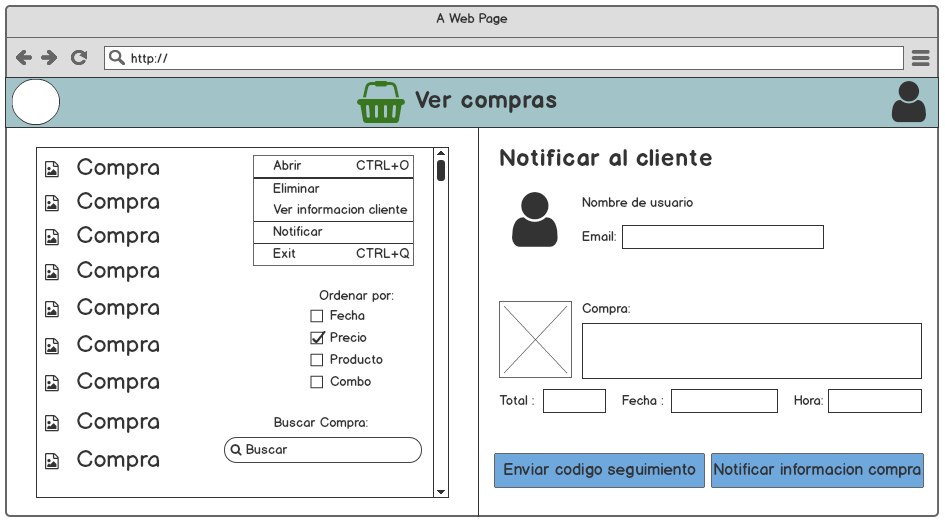 A Web Page
http://
Ver compras
Compra
Compra
Compra
Compra
Compra
Compra
Compra
Compra
Compra
Abrir CTRL+O
Eliminar
Ver informacion cliente
Notificar
Exit CTRL+Q
Ordenar por:
Fecha
Precio
Producto
Combo
Buscar Compra:
Buscar
Notificar al cliente
Nombre de usuario
Email:
Compra:
Total : Fecha : Hora:
Enviar codigo seguimiento
Notificar informacion compra